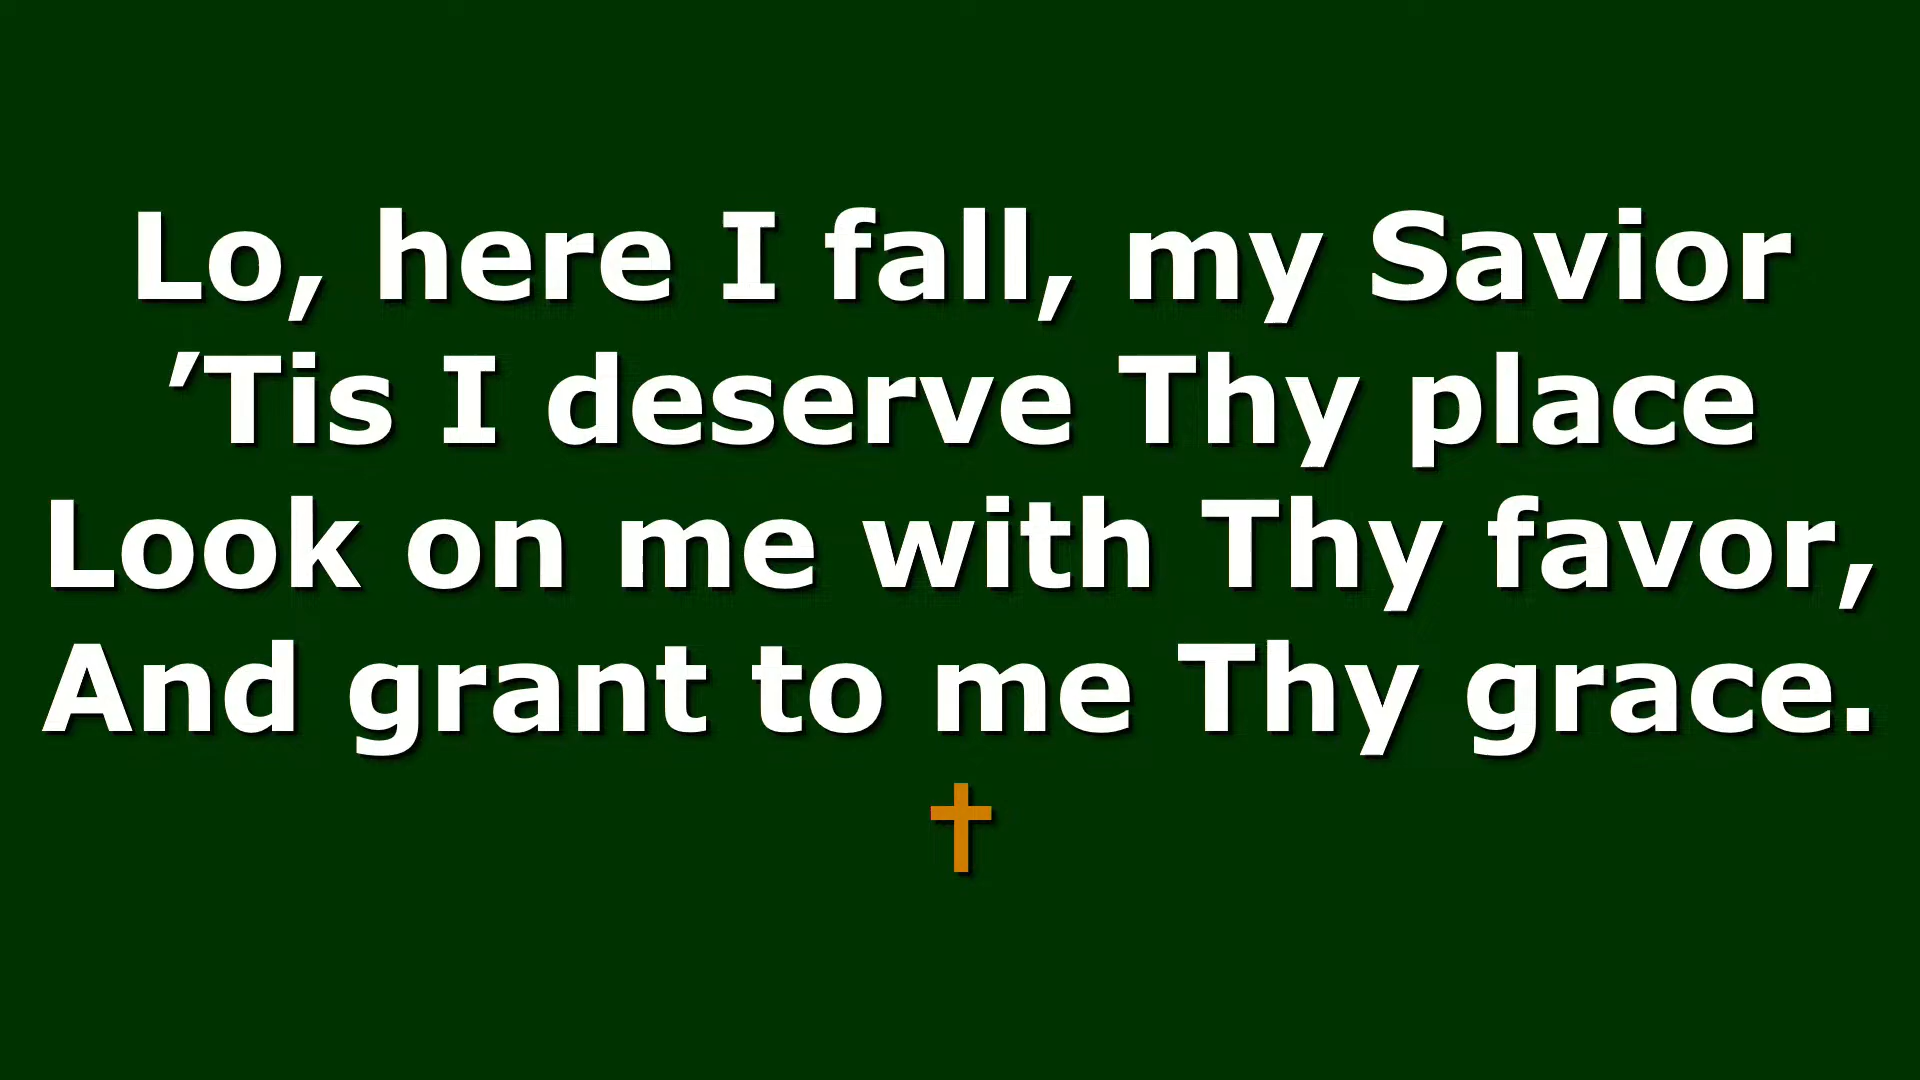 Lo, here I fall, my Savior
’Tis I deserve Thy place
Look on me with Thy favor,
And grant to me Thy grace.
✝